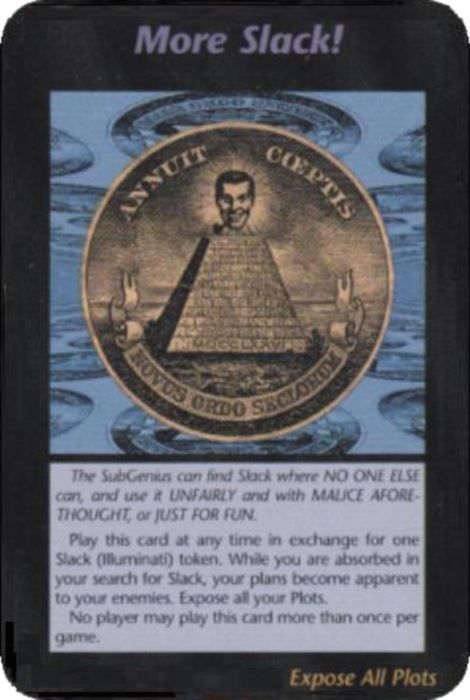 More Slack!
ANNUIT CŒPTIS
MDCCLXXVI
NOVUS ORDO SECLORUM
The SubGenius can find Slack where NO ONE ELSE
can, and use it UNFAIRLY and with MALICE AFORE-
THOUGHT, or JUST FOR FUN.
Play this card at any time in exchange for one
Slack (Illuminati) token. While you are absorbed in
your search for Slack, your plans become apparent
to your enemies. Expose all your Plots.
No player may play this card more than once per
game.
Expose All Plots